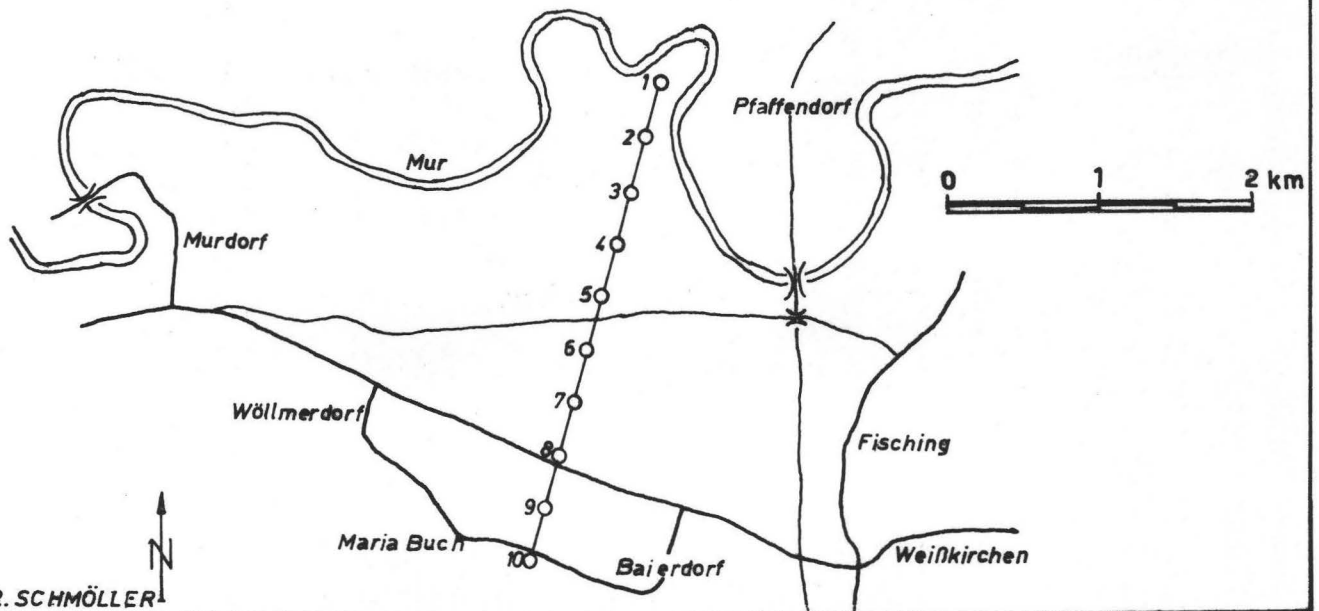 1
Pfaffendorf
2
Mur
3
0 1 2 km
4
Murdorf
5
6
7
Wöllmerdorf
8
Fisching
9
Maria Buch
10
Baierdorf
Weißkirchen
N
R. SCHMÖLLER